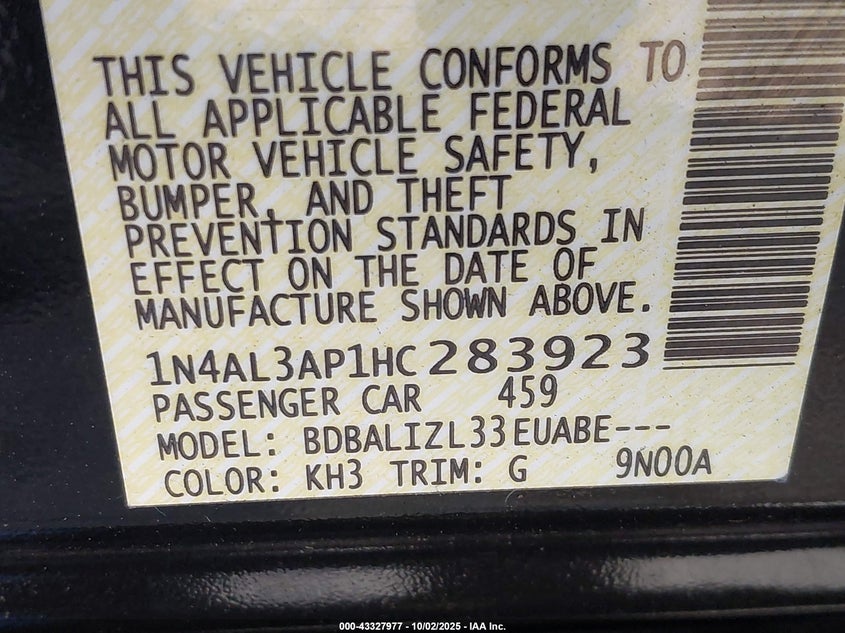 THIS VEHICLE CONFORMS TO
ALL APPLICABLE FEDERAL
MOTOR VEHICLE SAFETY,
BUMPER, AND THEFT
PREVENTION STANDARDS IN
EFFECT ON THE DATE OF
MANUFACTURE SHOWN ABOVE.
1N4AL3AP1HC283923
PASSENGER CAR 459
MODEL: BDBALIZL33EUABE---
COLOR: KH3 TRIM: G 9N00A
000-43327977 - 10/02/2025 - IAA Inc.